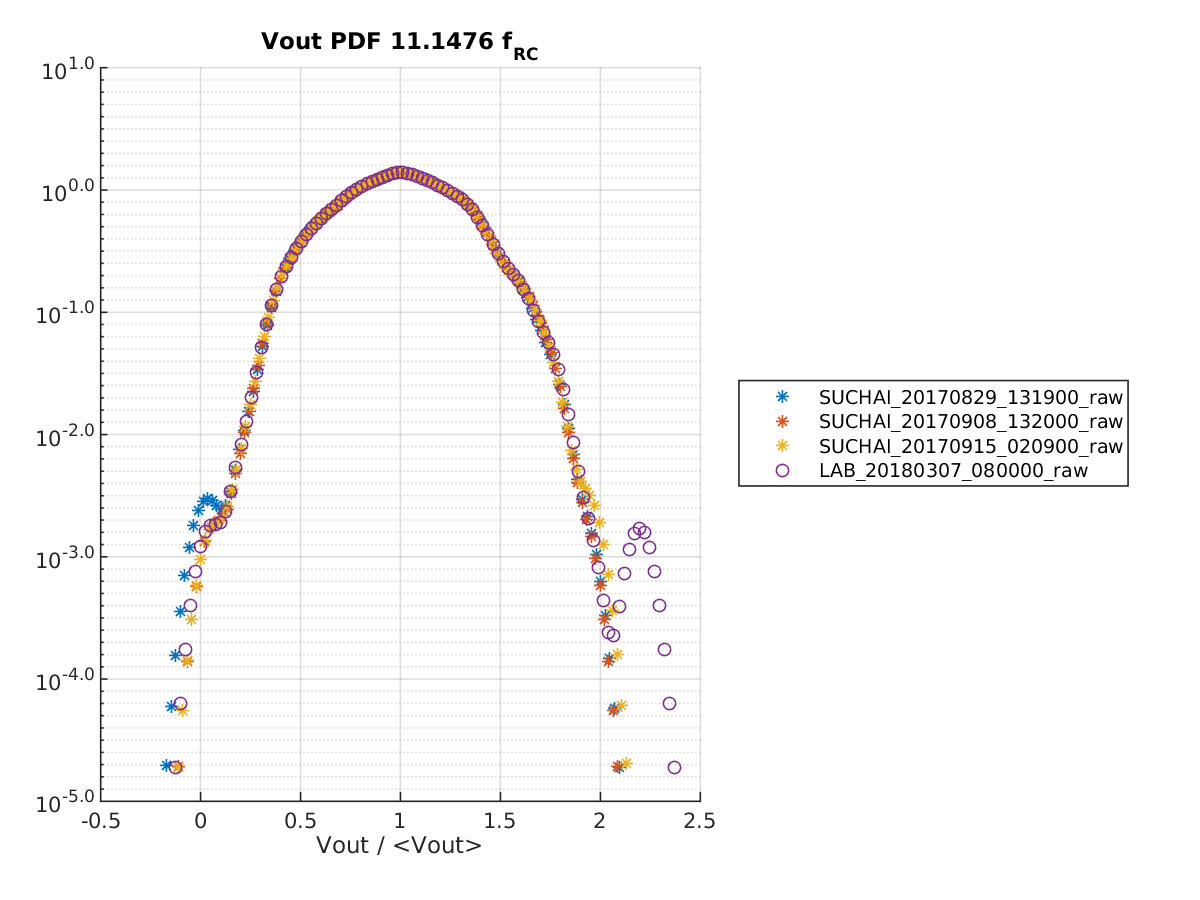 Vout PDF 11.1476 f_RC
10^1.0
10^0.0
10^-1.0
10^-2.0
10^-3.0
10^-4.0
10^-5.0
-0.5 0 0.5 1 1.5 2 2.5
Vout / <Vout>
SUCHAI_20170829_131900_raw
SUCHAI_20170908_132000_raw
SUCHAI_20170915_020900_raw
LAB_20180307_080000_raw